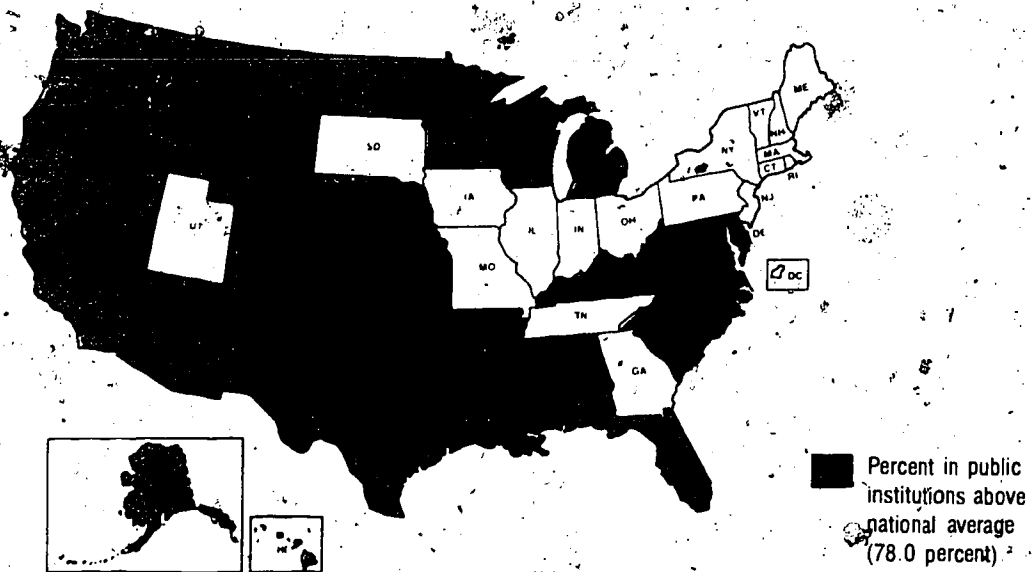 ME
VT
NH
NY
MA
CT
RI
SD
IA
PA
NJ
UT
IL
IN
OH
DE
MO
DC
TN
GA
HI
Percent in public
institutions above
national average
(78.0 percent) ²